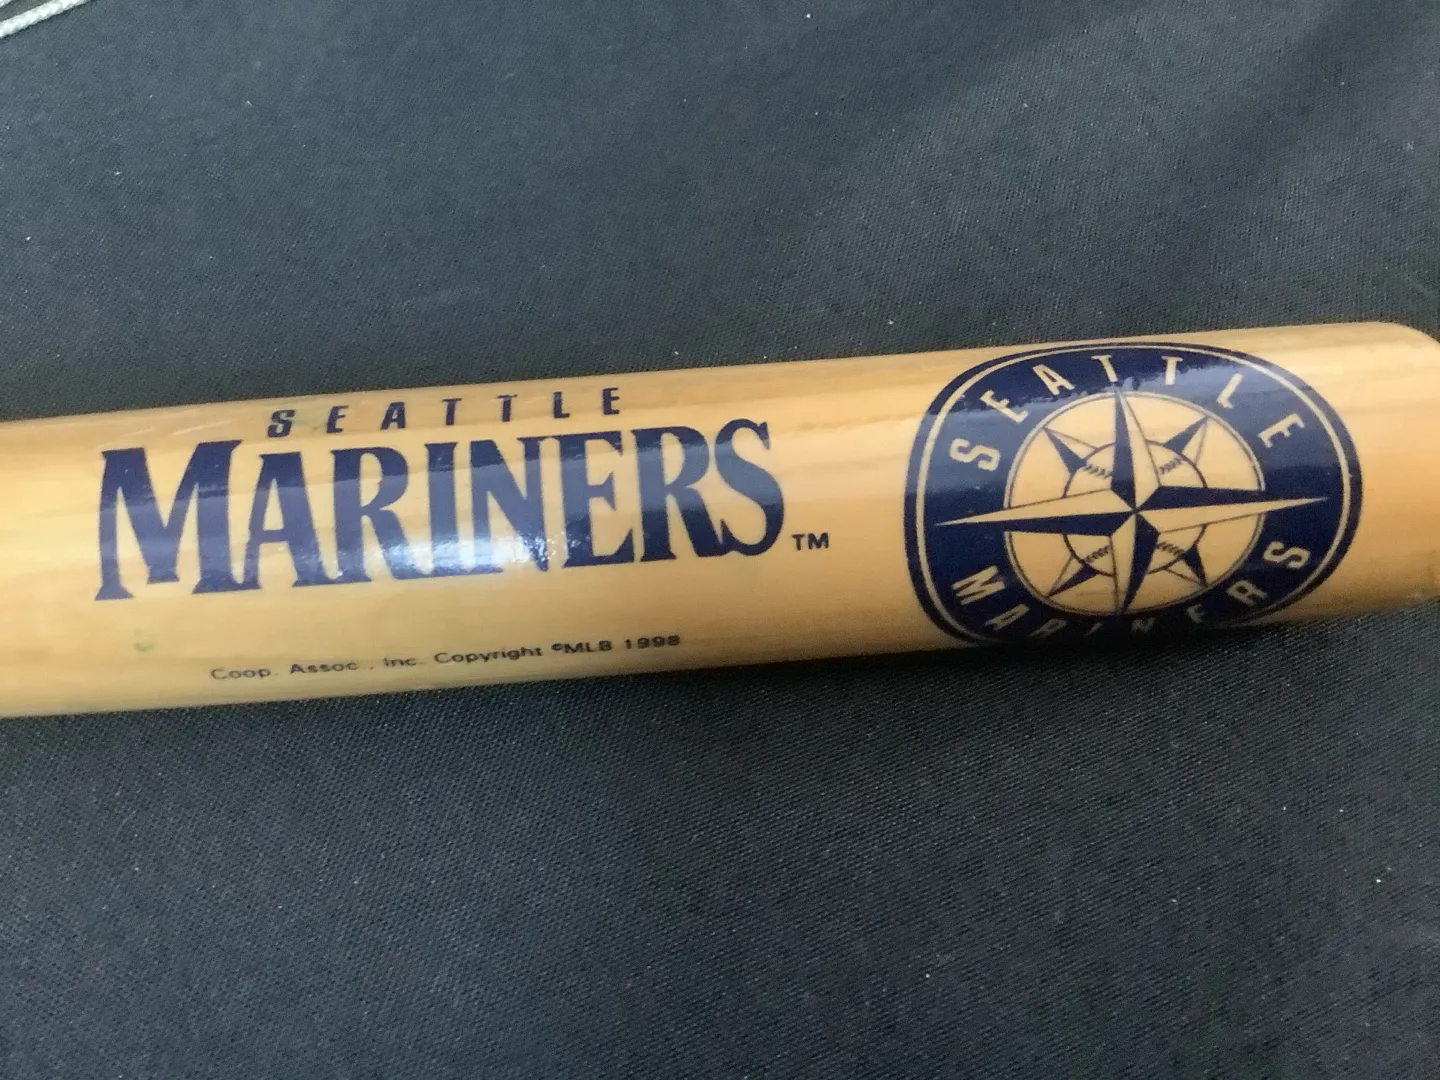 SEATTLE
MARINERS™
Coop. Assoc., Inc. Copyright ©MLB 1998
SEATTLE
MARINERS